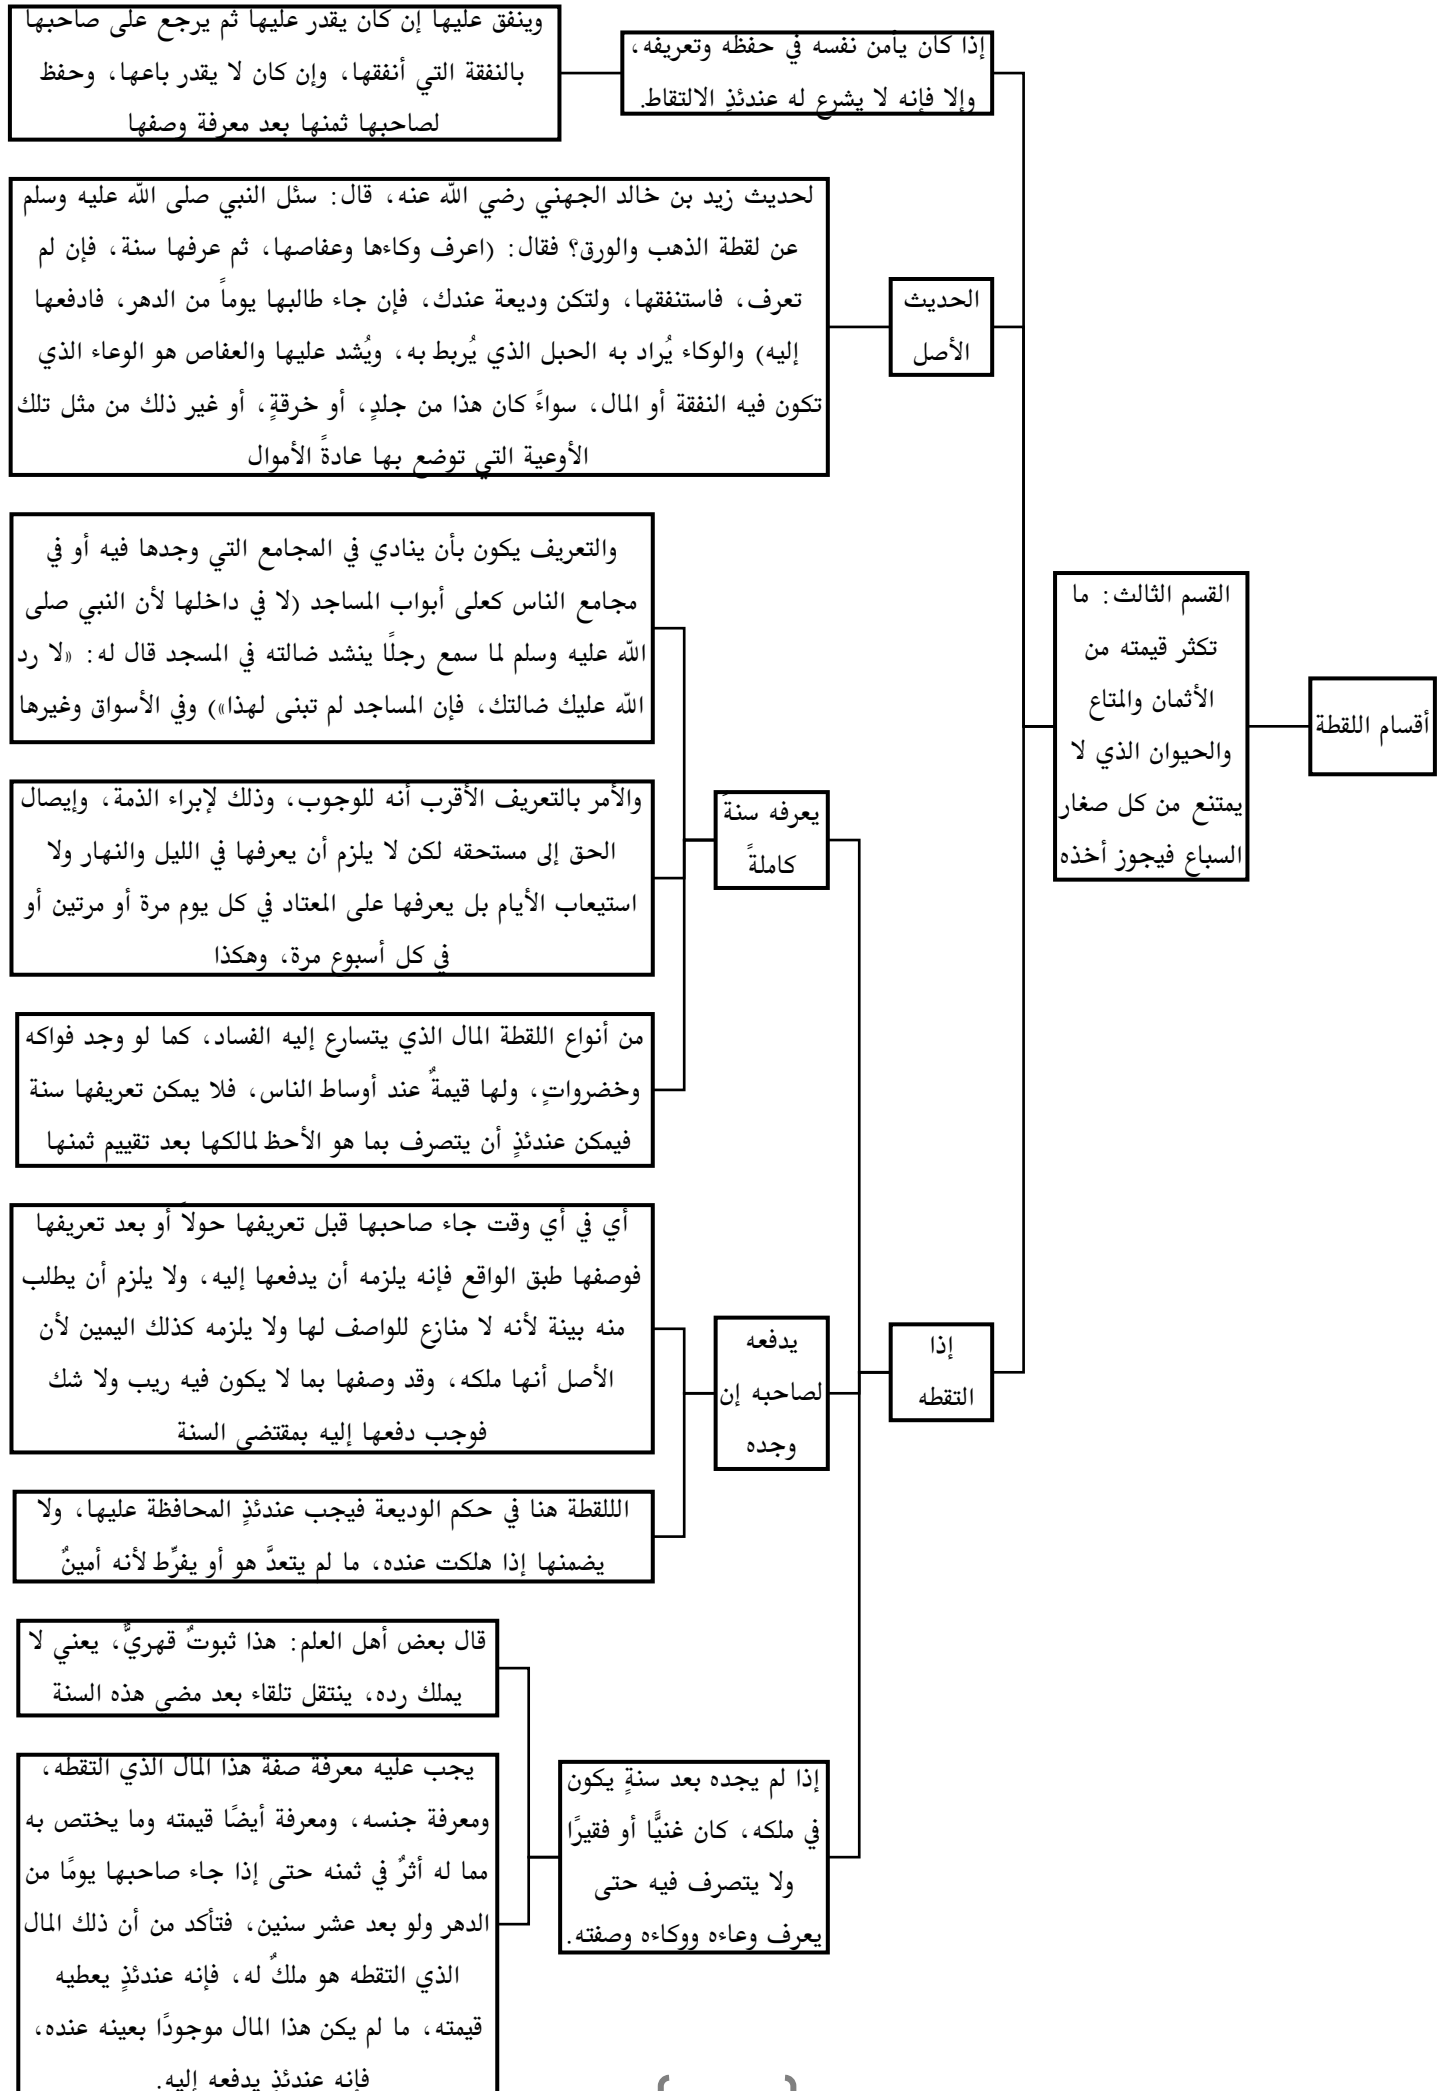 أقسام اللقطة
القسم الثالث: ما
تكثر قيمته من
الأثمان والمتاع
والحيوان الذي لا
يمتنع من كل صغار
السباع فيجوز أخذه
إذا كان يأمن نفسه في حفظه وتعريفه،
وإلا فإنه لا يشرع له عندئذٍ الالتقاط.
وينفق عليها إن كان يقدر عليها ثم يرجع على صاحبها
بالنفقة التي أنفقها، وإن كان لا يقدر باعها، وحفظ
لصاحبها ثمنها بعد معرفة وصفها
الحديث
الأصل
لحديث زيد بن خالد الجهني رضي الله عنه، قال: سئل النبي صلى الله عليه وسلم
عن لقطة الذهب والورق؟ فقال: (اعرف وكاءها وعفاصها، ثم عرفها سنة، فإن لم
تعرف، فاستنفقها، ولتكن وديعة عندك، فإن جاء طالبها يوماً من الدهر، فادفعها
إليه) والوكاء يُراد به الحبل الذي يُربط به، ويُشد عليها والعفاص هو الوعاء الذي
تكون فيه النفقة أو المال، سواءً كان هذا من جلدٍ، أو خرقةٍ، أو غير ذلك من مثل تلك
الأوعية التي توضع بها عادةً الأموال
إذا
التقطه
يعرفه سنةً
كاملةً
والتعريف يكون بأن ينادي في المجامع التي وجدها فيه أو في
مجامع الناس كعلى أبواب المساجد (لا في داخلها لأن النبي صلى
الله عليه وسلم لما سمع رجلًا ينشد ضالته في المسجد قال له: «لا رد
الله عليك ضالتك، فإن المساجد لم تبنى لهذا») وفي الأسواق وغيرها
والأمر بالتعريف الأقرب أنه للوجوب، وذلك لإبراء الذمة، وإيصال
الحق إلى مستحقه لكن لا يلزم أن يعرفها في الليل والنهار ولا
استيعاب الأيام بل يعرفها على المعتاد في كل يوم مرة أو مرتين أو
في كل أسبوع مرة، وهكذا
من أنواع اللقطة المال الذي يتسارع إليه الفساد، كما لو وجد فواكه
وخضرواتٍ، ولها قيمةٌ عند أوساط الناس، فلا يمكن تعريفها سنة
فيمكن عندئذٍ أن يتصرف بما هو الأحظ لمالكها بعد تقييم ثمنها
يدفعه
لصاحبه إن
وجده
أي في أي وقت جاء صاحبها قبل تعريفها حولاً أو بعد تعريفها
فوصفها طبق الواقع فإنه يلزمه أن يدفعها إليه، ولا يلزم أن يطلب
منه بينة لأنه لا منازع للواصف لها ولا يلزمه كذلك اليمين لأن
الأصل أنها ملكه، وقد وصفها بما لا يكون فيه ريب ولا شك
فوجب دفعها إليه بمقتضى السنة
اللقطة هنا في حكم الوديعة فيجب عندئذٍ المحافظة عليها، ولا
يضمنها إذا هلكت عنده، ما لم يتعدَّ هو أو يفرِّط لأنه أمينٌ
إذا لم يجده بعد سنةٍ يكون
في ملكه، كان غنيًّا أو فقيرًا
ولا يتصرف فيه حتى
يعرف وعاءه ووكاءه وصفته.
قال بعض أهل العلم: هذا ثبوتٌ قهريٌّ، يعني لا
يملك رده، ينتقل تلقاء بعد مضي هذه السنة
يجب عليه معرفة صفة هذا المال الذي التقطه،
ومعرفة جنسه، ومعرفة أيضًا قيمته وما يختص به
مما له أثرٌ في ثمنه حتى إذا جاء صاحبها يومًا من
الدهر ولو بعد عشر سنين، فتأكد من أن ذلك المال
الذي التقطه هو ملكٌ له، فإنه عندئذٍ يعطيه
قيمته، ما لم يكن هذا المال موجودًا بعينه عنده،
فإنه عندئذٍ يدفعه إليه.